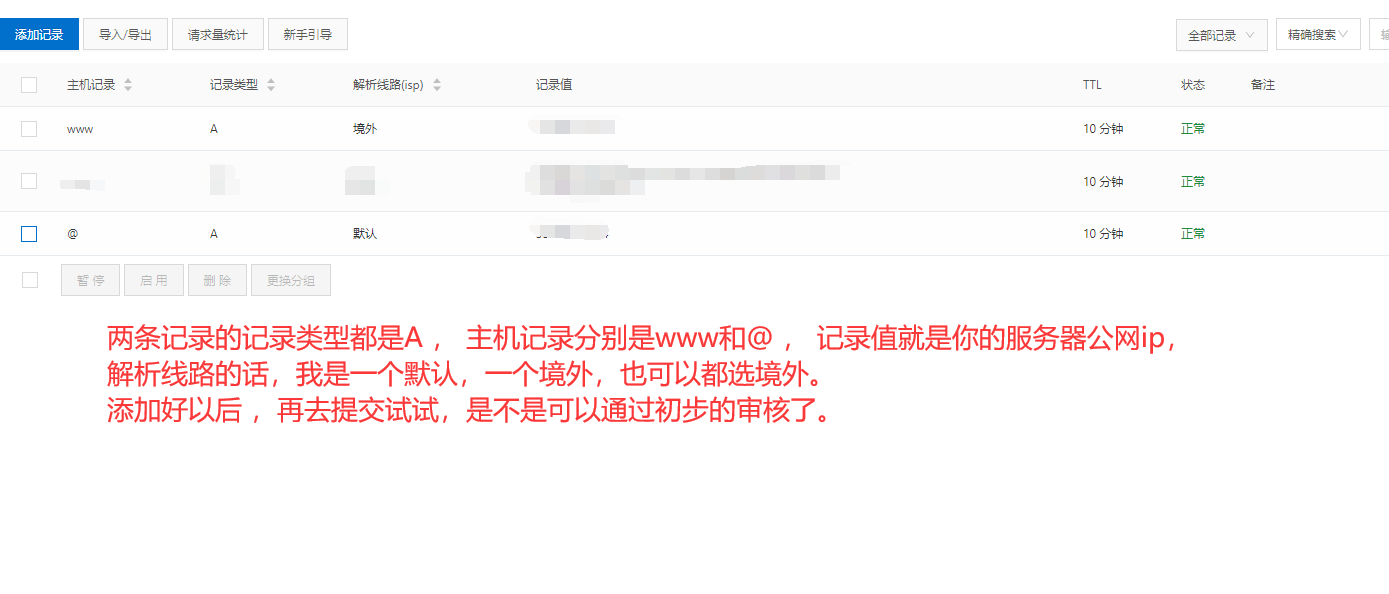 添加记录 导入/导出 请求量统计 新手引导 全部记录 精确搜索
主机记录 记录类型 解析线路(isp) 记录值 TTL 状态 备注
www A 境外 10 分钟 正常
10 分钟 正常
@ A 默认 10 分钟 正常
暂停 启用 删除 更换分组
两条记录的记录类型都是A ， 主机记录分别是www和@ ， 记录值就是你的服务器公网ip，
解析线路的话，我是一个默认，一个境外，也可以都选境外。
添加好以后 ，再去提交试试，是不是可以通过初步的审核了。